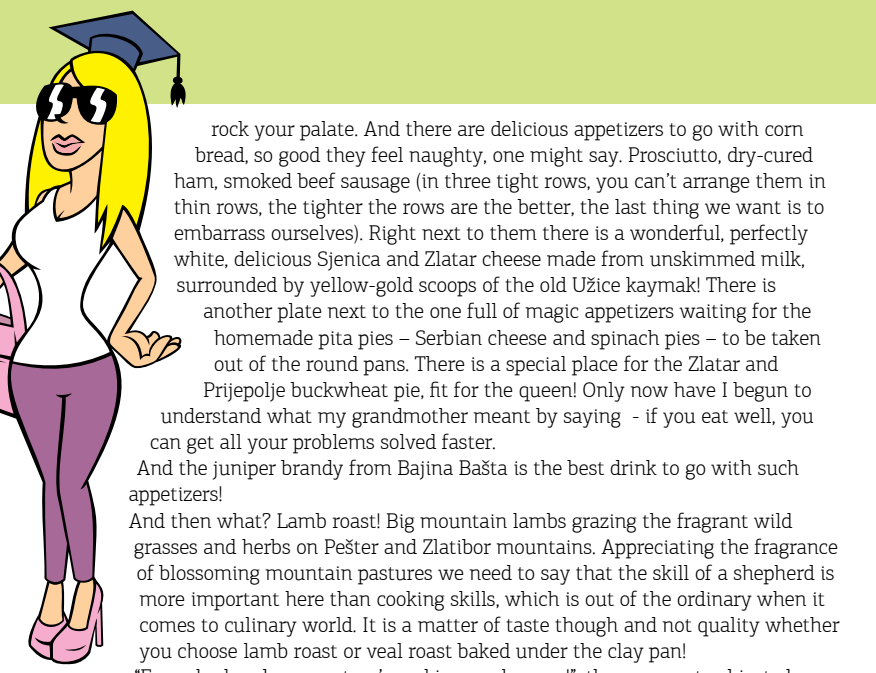 rock your palate. And there are delicious appetizers to go with corn
bread, so good they feel naughty, one might say. Prosciutto, dry-cured
ham, smoked beef sausage (in three tight rows, you can’t arrange them in
thin rows, the tighter the rows are the better, the last thing we want is to
embarrass ourselves). Right next to them there is a wonderful, perfectly
white, delicious Sjenica and Zlatar cheese made from unskimmed milk,
surrounded by yellow-gold scoops of the old Užice kaymak! There is
another plate next to the one full of magic appetizers waiting for the
homemade pita pies – Serbian cheese and spinach pies – to be taken
out of the round pans. There is a special place for the Zlatar and
Prijepolje buckwheat pie, fit for the queen! Only now have I begun to
understand what my grandmother meant by saying  - if you eat well, you
can get all your problems solved faster.
And the juniper brandy from Bajina Bašta is the best drink to go with such
appetizers!
And then what? Lamb roast! Big mountain lambs grazing the fragrant wild
grasses and herbs on Pešter and Zlatibor mountains. Appreciating the fragrance
of blossoming mountain pastures we need to say that the skill of a shepherd is
more important here than cooking skills, which is out of the ordinary when it
comes to culinary world. It is a matter of taste though and not quality whether
you choose lamb roast or veal roast baked under the clay pan!